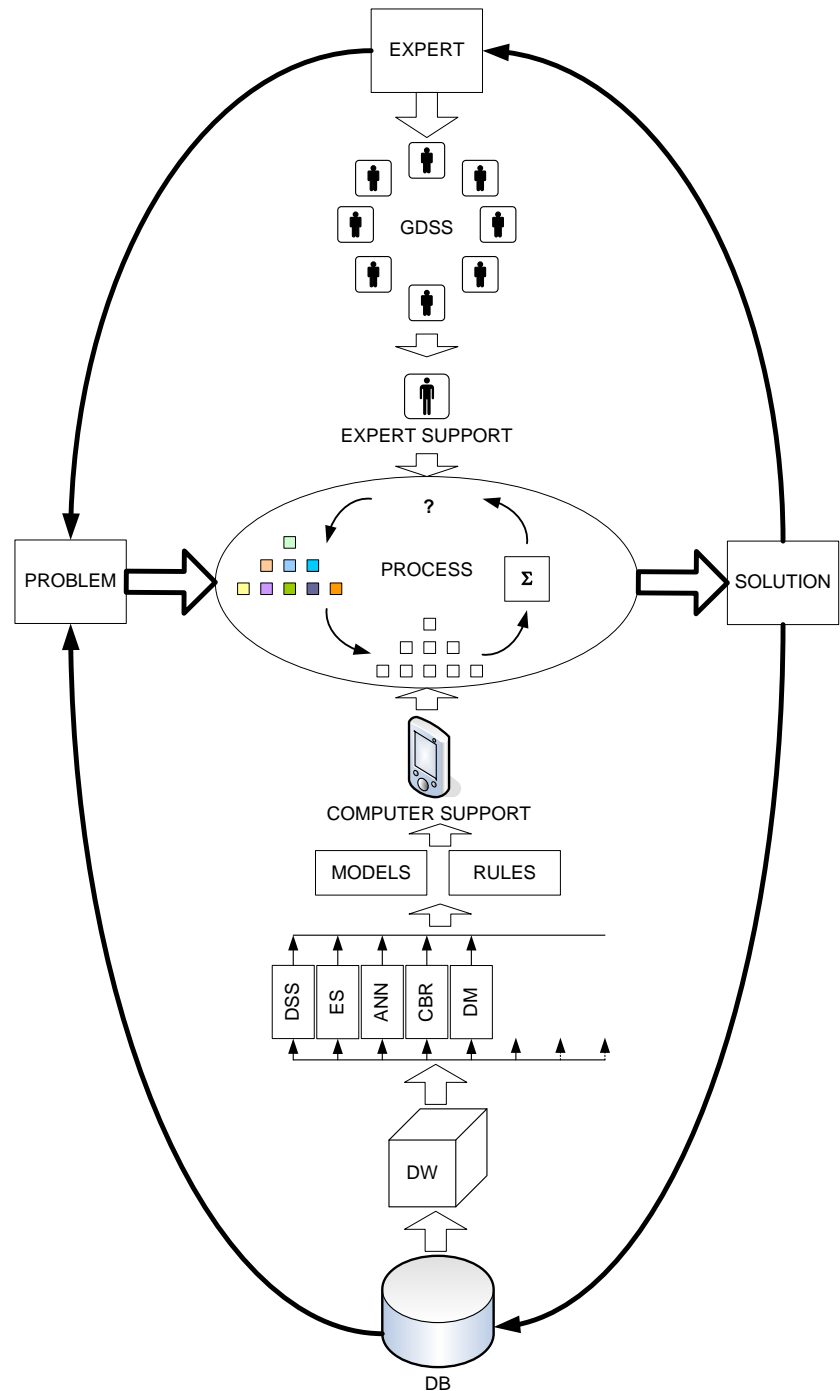 EXPERT
GDSS
EXPERT SUPPORT
?
PROBLEM
PROCESS
Σ
SOLUTION
COMPUTER SUPPORT
MODELS
RULES
DSS
ES
ANN
CBR
DM
DW
DB